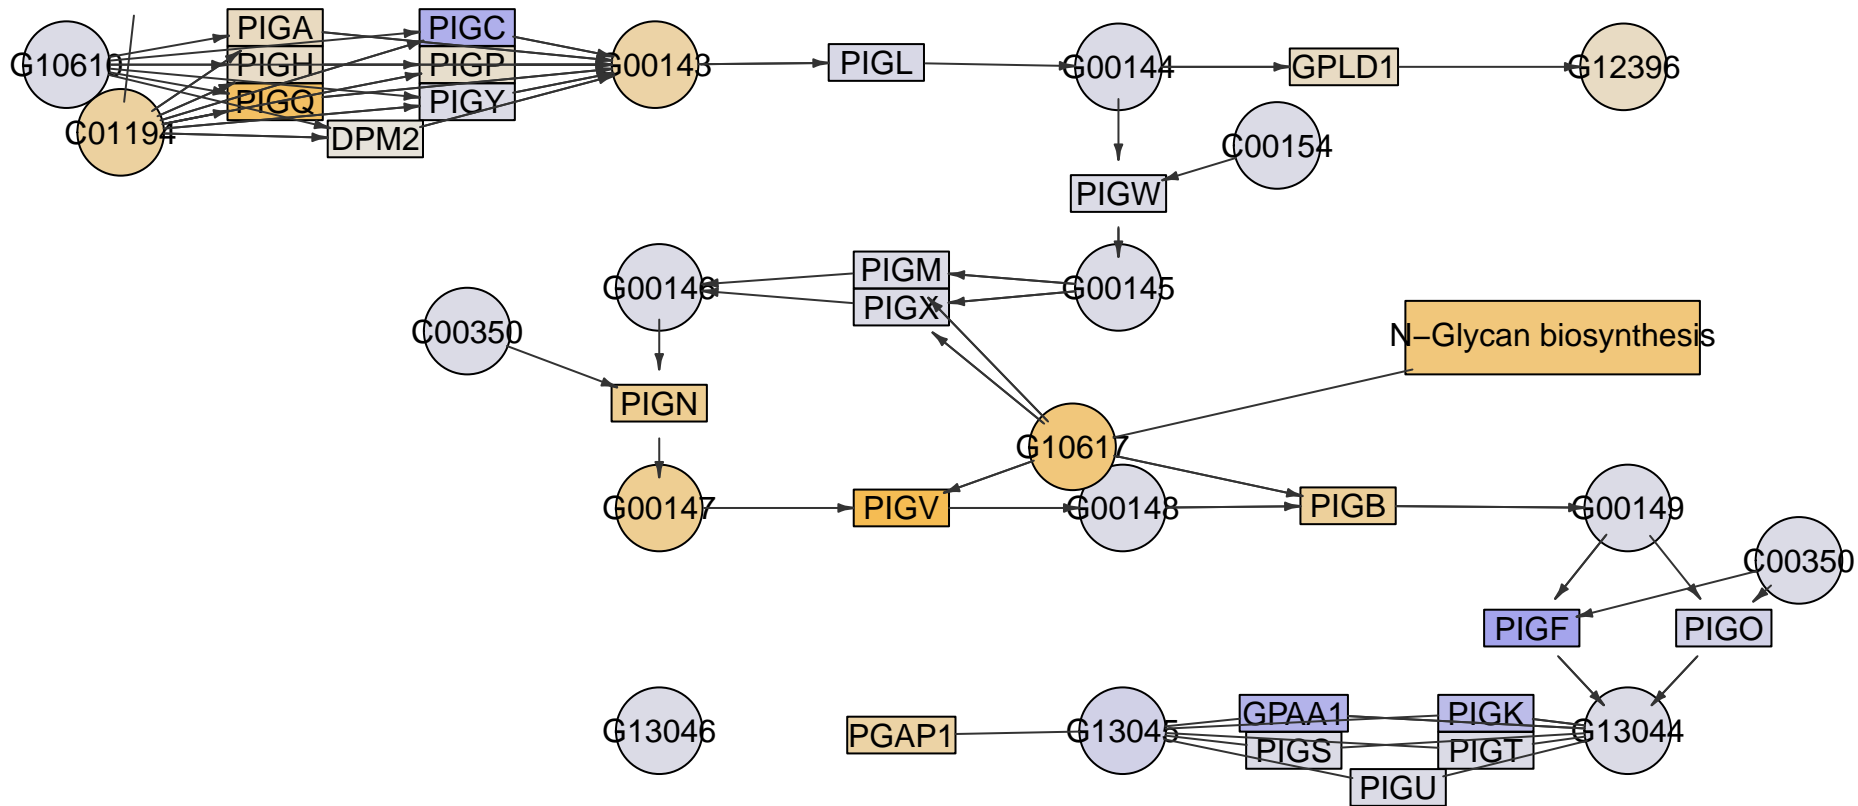 PIGA
PIGC
G10610
PIGH
PIGP
G00143
PIGL
G00144
GPLD1
G12396
PIGQ
PIGY
C01194
DPM2
C00154
PIGW
G00146
PIGM
G00145
PIGX
C00350
N−Glycan biosynthesis
PIGN
G10617
G00147
PIGV
G00148
PIGB
G00149
C00350
PIGF
PIGO
G13046
PGAP1
G13045
GPAA1
PIGK
G13044
PIGS
PIGT
PIGU